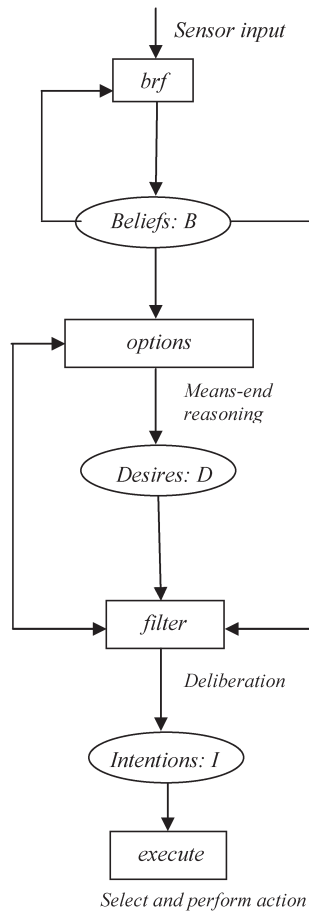 Sensor input
brf
Beliefs: B
options
Means-end
reasoning
Desires: D
filter
Deliberation
Intentions: I
execute
Select and perform action